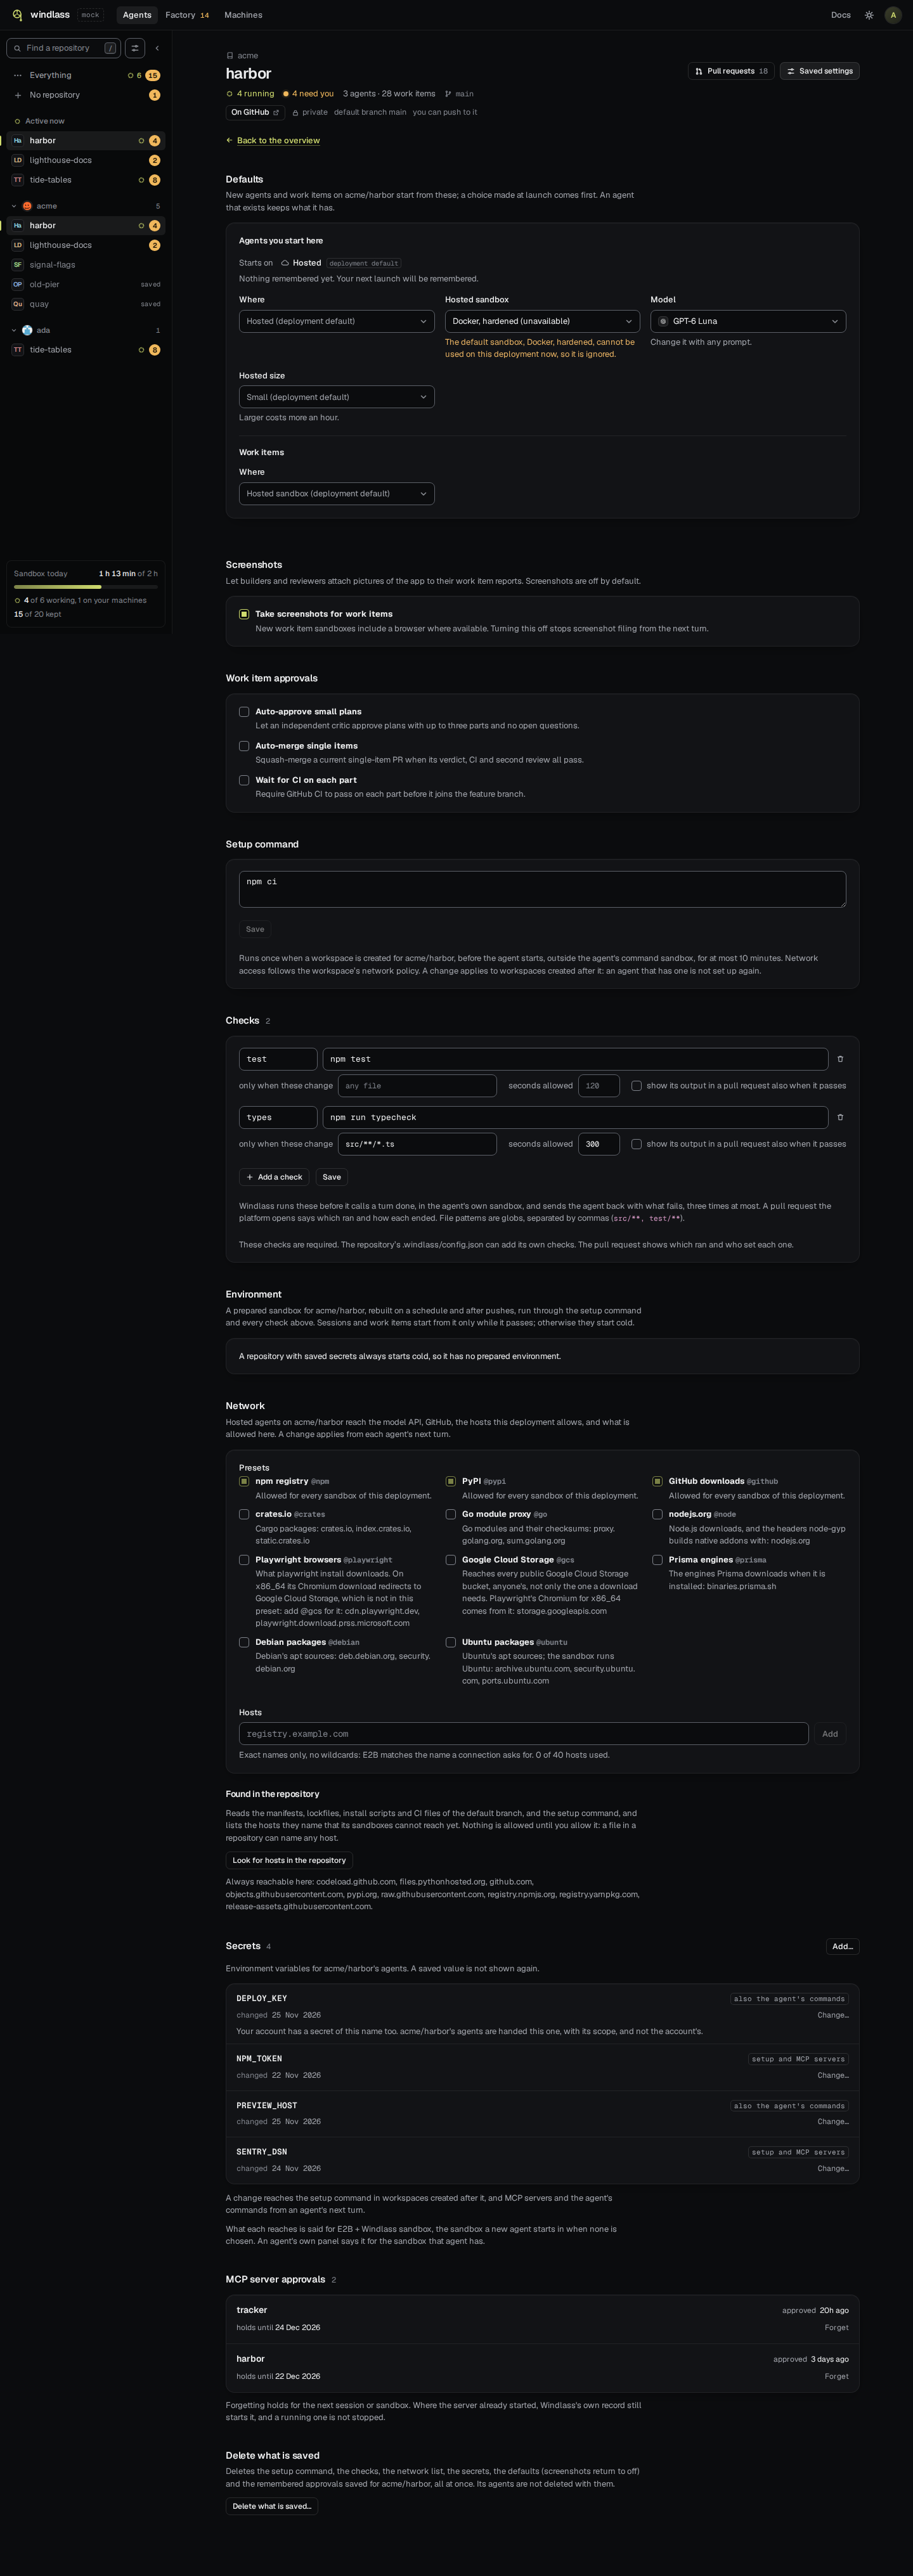 windlass mock Agents Factory 14 Machines Docs A
Find a repository /
Everything 6 15
No repository 1
Active now
Ha harbor 4
LD lighthouse-docs 2
TT tide-tables 8
acme 5
Ha harbor 4
LD lighthouse-docs 2
SF signal-flags
OP old-pier saved
Qu quay saved
ada 1
TT tide-tables 8
Sandbox today 1 h 13 min of 2 h
4 of 6 working, 1 on your machines
15 of 20 kept
acme
harbor
Pull requests 18 Saved settings
4 running 4 need you 3 agents · 28 work items main
On GitHub private default branch main you can push to it
Back to the overview
Defaults
New agents and work items on acme/harbor start from these; a choice made at launch comes first. An agent
that exists keeps what it has.
Agents you start here
Starts on Hosted deployment default
Nothing remembered yet. Your next launch will be remembered.
Where Hosted sandbox Model
Hosted (deployment default) Docker, hardened (unavailable) GPT-6 Luna
The default sandbox, Docker, hardened, cannot be Change it with any prompt.
used on this deployment now, so it is ignored.
Hosted size
Small (deployment default)
Larger costs more an hour.
Work items
Where
Hosted sandbox (deployment default)
Screenshots
Let builders and reviewers attach pictures of the app to their work item reports. Screenshots are off by default.
Take screenshots for work items
New work item sandboxes include a browser where available. Turning this off stops screenshot filing from the next turn.
Work item approvals
Auto-approve small plans
Let an independent critic approve plans with up to three parts and no open questions.
Auto-merge single items
Squash-merge a current single-item PR when its verdict, CI and second review all pass.
Wait for CI on each part
Require GitHub CI to pass on each part before it joins the feature branch.
Setup command
npm ci
Save
Runs once when a workspace is created for acme/harbor, before the agent starts, outside the agent's command sandbox, for at most 10 minutes. Network
access follows the workspace's network policy. A change applies to workspaces created after it: an agent that has one is not set up again.
Checks 2
test npm test
only when these change any file seconds allowed 120 show its output in a pull request also when it passes
types npm run typecheck
only when these change src/**/*.ts seconds allowed 300 show its output in a pull request also when it passes
Add a check Save
Windlass runs these before it calls a turn done, in the agent's own sandbox, and sends the agent back with what fails, three times at most. A pull request the
platform opens says which ran and how each ended. File patterns are globs, separated by commas (src/**, test/**).
These checks are required. The repository's .windlass/config.json can add its own checks. The pull request shows which ran and who set each one.
Environment
A prepared sandbox for acme/harbor, rebuilt on a schedule and after pushes, run through the setup command
and every check above. Sessions and work items start from it only while it passes; otherwise they start cold.
A repository with saved secrets always starts cold, so it has no prepared environment.
Network
Hosted agents on acme/harbor reach the model API, GitHub, the hosts this deployment allows, and what is
allowed here. A change applies from each agent's next turn.
Presets
npm registry @npm PyPI @pypi GitHub downloads @github
Allowed for every sandbox of this deployment. Allowed for every sandbox of this deployment. Allowed for every sandbox of this deployment.
crates.io @crates Go module proxy @go nodejs.org @node
Cargo packages: crates.io, index.crates.io, Go modules and their checksums: proxy. Node.js downloads, and the headers node-gyp
static.crates.io golang.org, sum.golang.org builds native addons with: nodejs.org
Playwright browsers @playwright Google Cloud Storage @gcs Prisma engines @prisma
What playwright install downloads. On Reaches every public Google Cloud Storage The engines Prisma downloads when it is
x86_64 its Chromium download redirects to bucket, anyone's, not only the one a download installed: binaries.prisma.sh
Google Cloud Storage, which is not in this needs. Playwright's Chromium for x86_64
preset: add @gcs for it: cdn.playwright.dev, comes from it: storage.googleapis.com
playwright.download.prss.microsoft.com
Debian packages @debian Ubuntu packages @ubuntu
Debian's apt sources: deb.debian.org, security. Ubuntu's apt sources; the sandbox runs
debian.org Ubuntu: archive.ubuntu.com, security.ubuntu.
com, ports.ubuntu.com
Hosts
registry.example.com Add
Exact names only, no wildcards: E2B matches the name a connection asks for. 0 of 40 hosts used.
Found in the repository
Reads the manifests, lockfiles, install scripts and CI files of the default branch, and the setup command, and
lists the hosts they name that its sandboxes cannot reach yet. Nothing is allowed until you allow it: a file in a
repository can name any host.
Look for hosts in the repository
Always reachable here: codeload.github.com, files.pythonhosted.org, github.com,
objects.githubusercontent.com, pypi.org, raw.githubusercontent.com, registry.npmjs.org, registry.yarnpkg.com,
release-assets.githubusercontent.com.
Secrets 4 Add...
Environment variables for acme/harbor's agents. A saved value is not shown again.
DEPLOY_KEY also the agent's commands
changed 25 Nov 2026 Change...
Your account has a secret of this name too. acme/harbor's agents are handed this one, with its scope, and not the account's.
NPM_TOKEN setup and MCP servers
changed 22 Nov 2026 Change...
PREVIEW_HOST also the agent's commands
changed 25 Nov 2026 Change...
SENTRY_DSN setup and MCP servers
changed 24 Nov 2026 Change...
A change reaches the setup command in workspaces created after it, and MCP servers and the agent's
commands from an agent's next turn.
What each reaches is said for E2B + Windlass sandbox, the sandbox a new agent starts in when none is
chosen. An agent's own panel says it for the sandbox that agent has.
MCP server approvals 2
tracker approved 20h ago
holds until 24 Dec 2026 Forget
harbor approved 3 days ago
holds until 22 Dec 2026 Forget
Forgetting holds for the next session or sandbox. Where the server already started, Windlass's own record still
starts it, and a running one is not stopped.
Delete what is saved
Deletes the setup command, the checks, the network list, the secrets, the defaults (screenshots return to off)
and the remembered approvals saved for acme/harbor, all at once. Its agents are not deleted with them.
Delete what is saved...